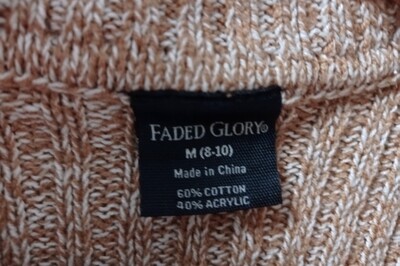 FADED GLORY®
M (8-10)
Made in China
60% COTTON
40% ACRYLIC